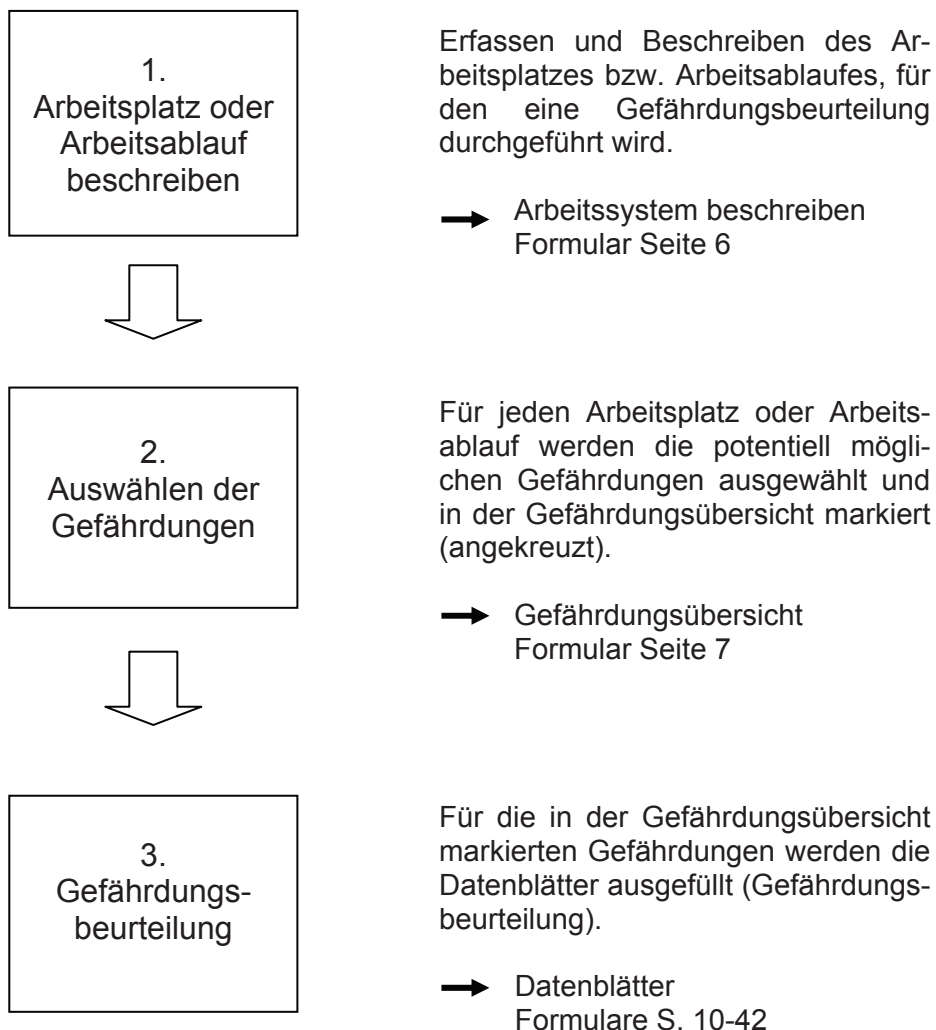 1.
Arbeitsplatz oder
Arbeitsablauf
beschreiben
Erfassen und Beschreiben des Ar-
beitsplatzes bzw. Arbeitsablaufes, für
den eine Gefährdungsbeurteilung
durchgeführt wird.
Arbeitssystem beschreiben
Formular Seite 6
2.
Auswählen der
Gefährdungen
Für jeden Arbeitsplatz oder Arbeits-
ablauf werden die potentiell mögli-
chen Gefährdungen ausgewählt und
in der Gefährdungsübersicht markiert
(angekreuzt).
Gefährdungsübersicht
Formular Seite 7
3.
Gefährdungs-
beurteilung
Für die in der Gefährdungsübersicht
markierten Gefährdungen werden die
Datenblätter ausgefüllt (Gefährdungs-
beurteilung).
Datenblätter
Formulare S. 10-42